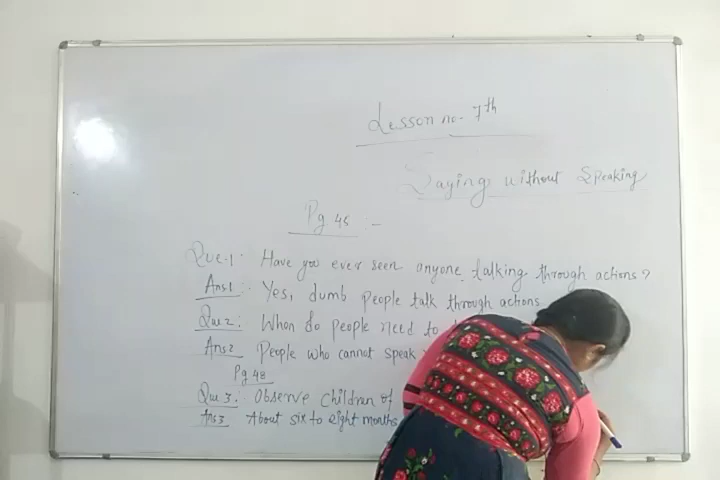 Lesson no- 7th
Saying without Speaking
Pg 45 :-
Que-1: Have you ever seen anyone talking through actions?
Ans1:- Yes, dumb people talk through actions
Que2: When do people need to
Ans2 People who cannot speak
Pg 48
Que 3: Observe children of
Ans3 About six to eight months